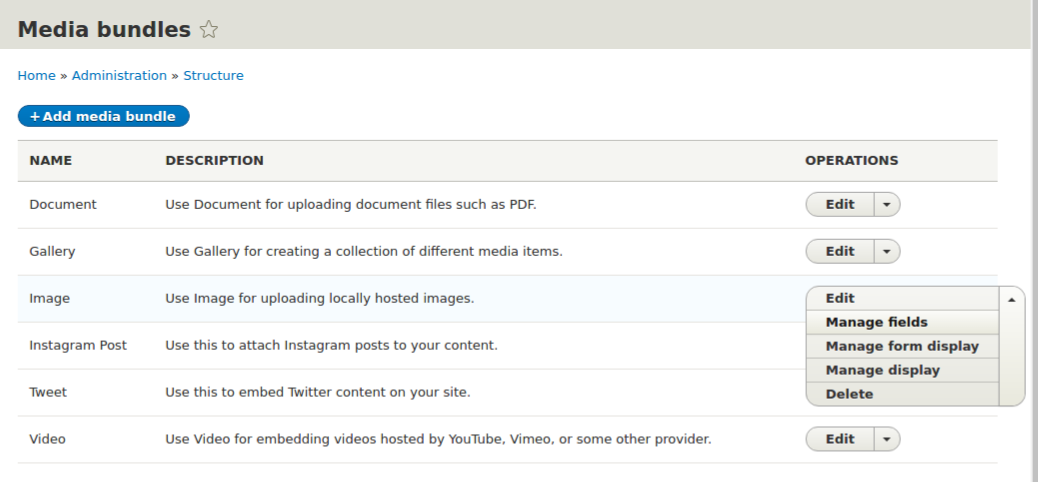 Media bundles
Home » Administration » Structure
+ Add media bundle
NAME DESCRIPTION OPERATIONS
Document Use Document for uploading document files such as PDF. Edit
Gallery Use Gallery for creating a collection of different media items. Edit
Image Use Image for uploading locally hosted images. Edit
Manage fields
Instagram Post Use this to attach Instagram posts to your content. Manage form display
Manage display
Tweet Use this to embed Twitter content on your site. Delete
Video Use Video for embedding videos hosted by YouTube, Vimeo, or some other provider. Edit